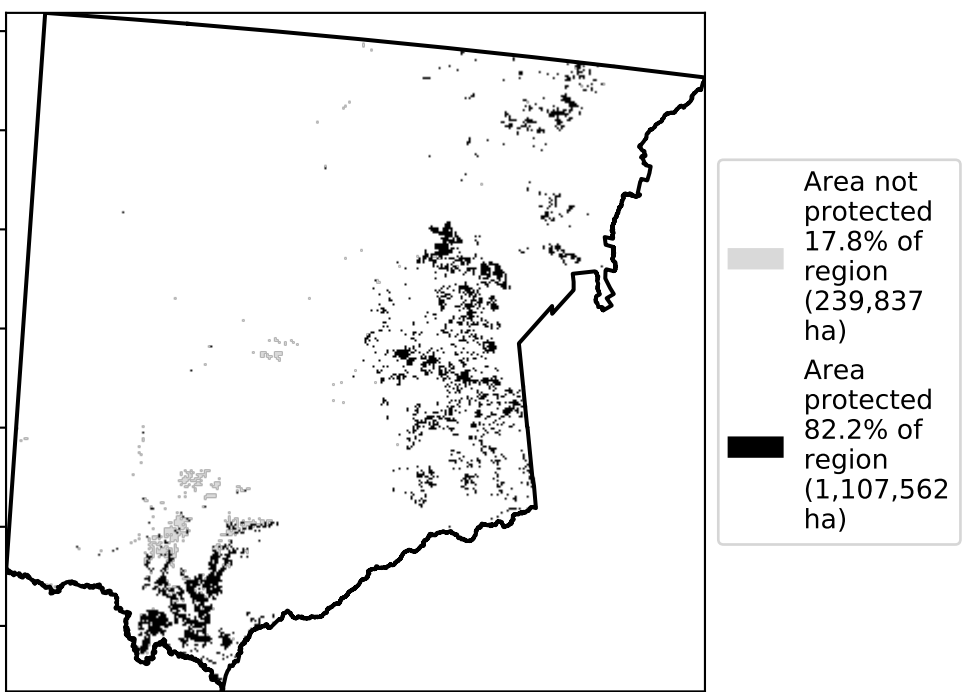 Area not
protected
17.8% of
region
(239,837
ha)
Area
protected
82.2% of
region
(1,107,562
ha)